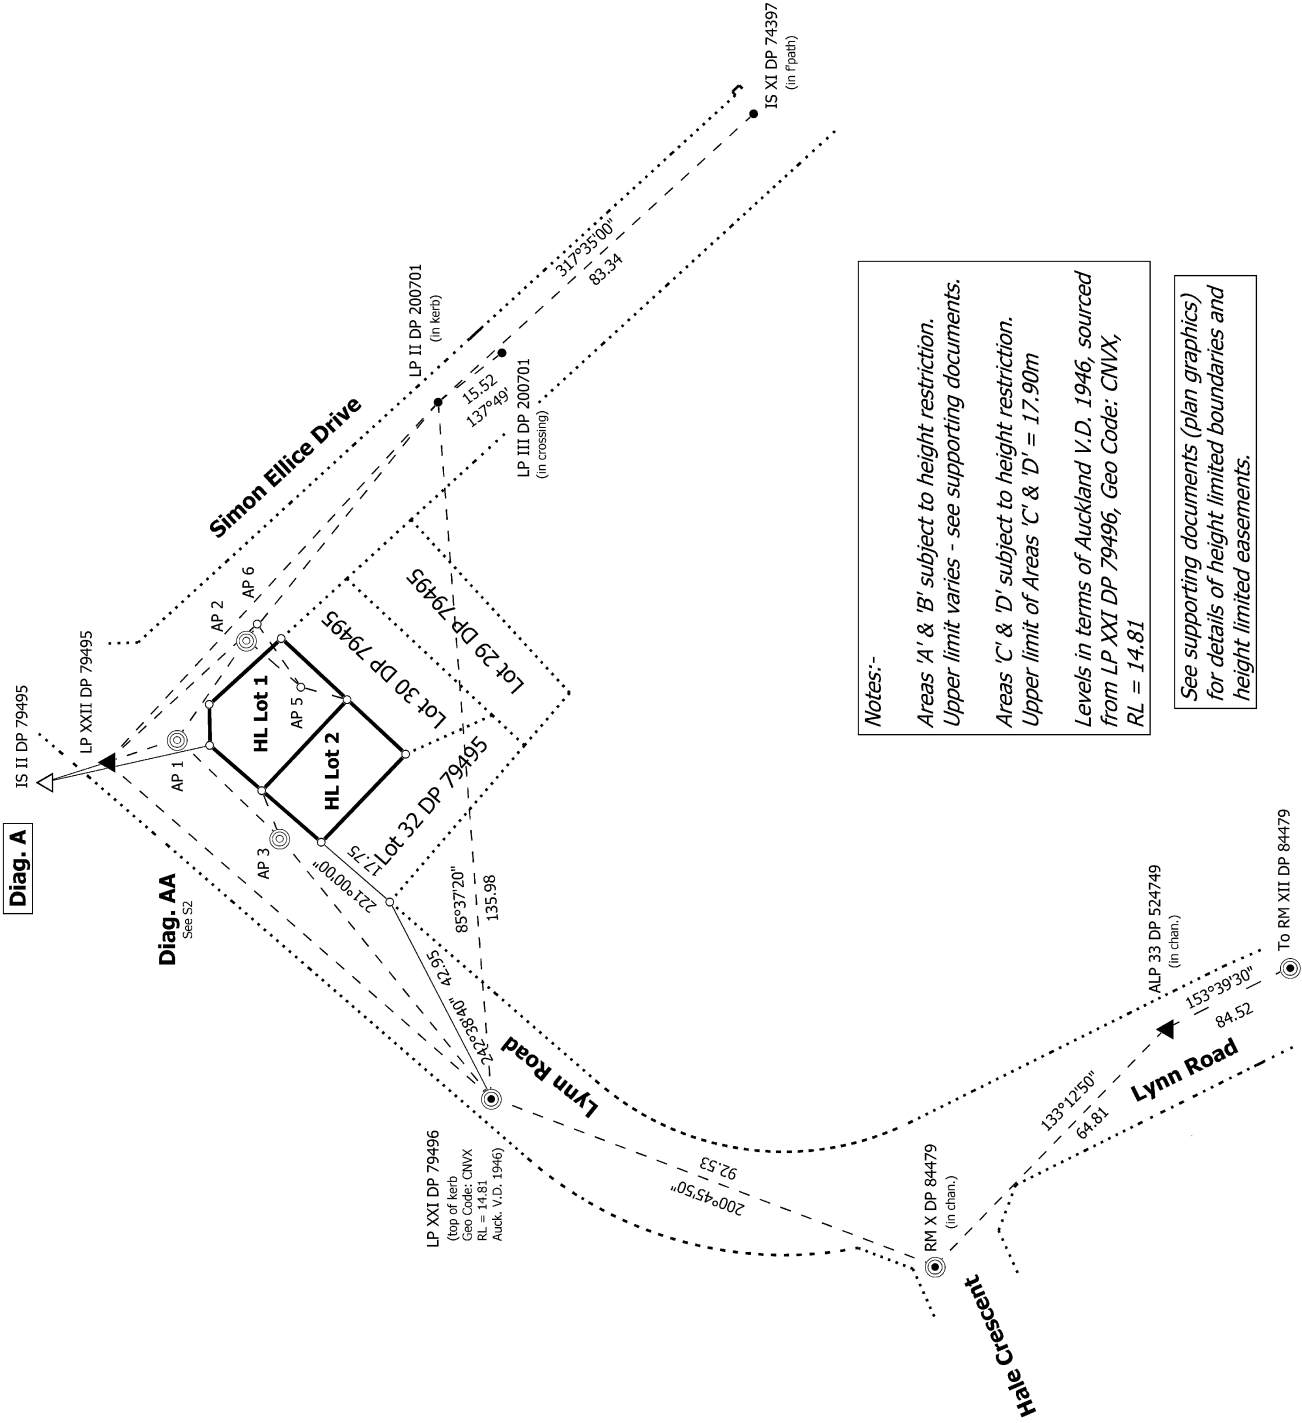 Diag. A
IS II DP 79495
LP XXII DP 79495
AP 1
AP 2
AP 6
Diag. AA
See S2
AP 3
HL Lot 1
AP 5
HL Lot 2
Simon Ellice Drive
LP II DP 200701
(in kerb)
15.52
137°49'
LP III DP 200701
(in crossing)
317°35'00"
83.34
IS XI DP 74397
(in f'path)
Lot 30 DP 79495
Lot 29 DP 79495
Lot 32 DP 79495
17.75
221°00'00"
85°37'20"
135.98
242°38'40" 42.95
Lynn Road
LP XXI DP 79496
(top of kerb
Geo Code: CNVX
RL = 14.81
Auck. V.D. 1946)
92.53
200°45'50"
RM X DP 84479
(in chan.)
Hale Crescent
133°12'50"
64.81
Lynn Road
ALP 33 DP 524749
(in chan.)
153°39'30"
84.52
To RM XII DP 84479
Notes:-
Areas 'A' & 'B' subject to height restriction.
Upper limit varies - see supporting documents.
Areas 'C' & 'D' subject to height restriction.
Upper limit of Areas 'C' & 'D' = 17.90m
Levels in terms of Auckland V.D. 1946, sourced
from LP XXI DP 79496, Geo Code: CNVX,
RL = 14.81
See supporting documents (plan graphics)
for details of height limited boundaries and
height limited easements.